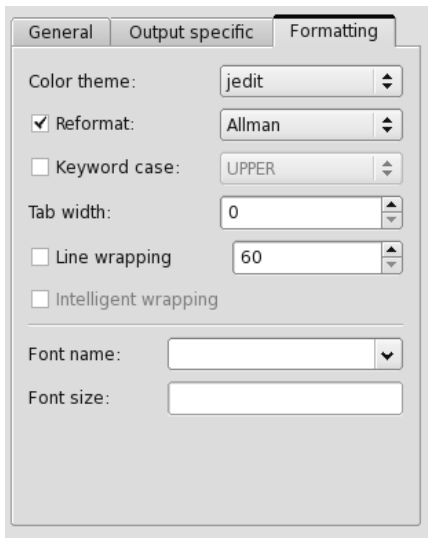 General Output specific Formatting
Color theme: jedit
Reformat: Allman
Keyword case: UPPER
Tab width: 0
Line wrapping 60
Intelligent wrapping
Font name:
Font size: